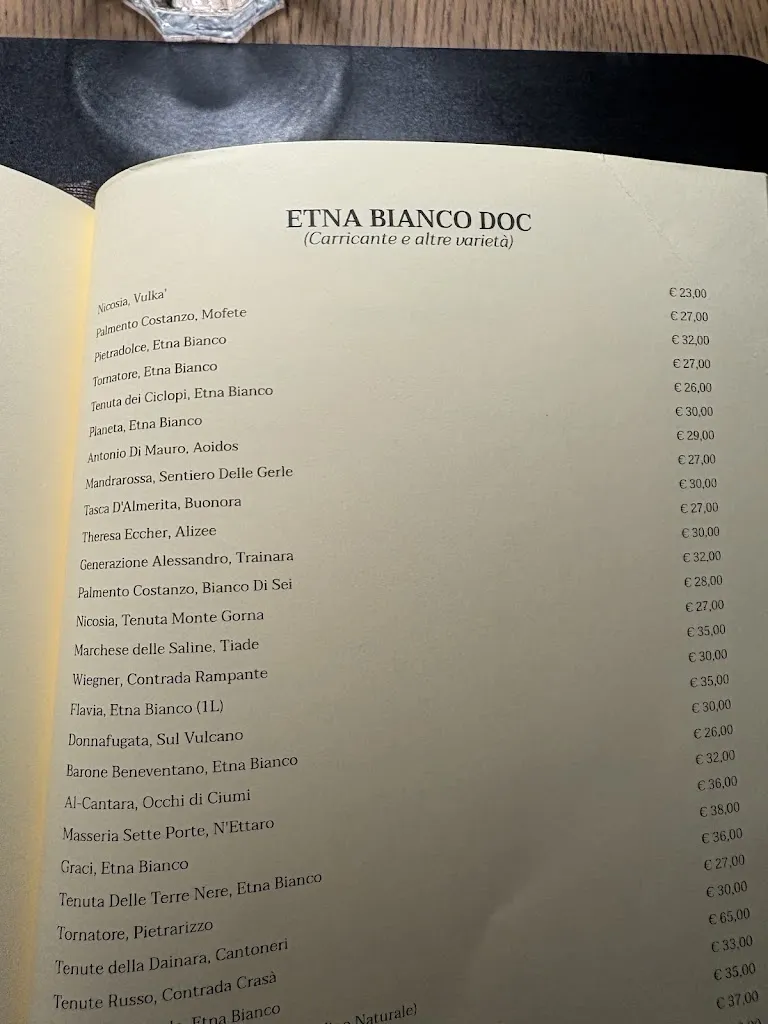 ETNA BIANCO DOC
(Carricante e altre varietà)
Nicosia, Vulka' € 23,00
Palmento Costanzo, Mofete € 27,00
Pietradolce, Etna Bianco € 32,00
Tornatore, Etna Bianco € 27,00
Tenuta dei Ciclopi, Etna Bianco € 26,00
Planeta, Etna Bianco € 30,00
Antonio Di Mauro, Aoidos € 29,00
Mandrarossa, Sentiero Delle Gerle € 27,00
Tasca D'Almerita, Buonora € 30,00
Theresa Eccher, Alizee € 27,00
Generazione Alessandro, Trainara € 30,00
Palmento Costanzo, Bianco Di Sei € 32,00
Nicosia, Tenuta Monte Gorna € 28,00
Marchese delle Saline, Tiade € 27,00
Wiegner, Contrada Rampante € 35,00
Flavia, Etna Bianco (1L) € 30,00
Donnafugata, Sul Vulcano € 35,00
Barone Beneventano, Etna Bianco € 30,00
Al-Cantara, Occhi di Ciumi € 26,00
Masseria Sette Porte, N'Ettaro € 32,00
Graci, Etna Bianco € 36,00
Tenuta Delle Terre Nere, Etna Bianco € 38,00
Tornatore, Pietrarizzo € 36,00
Tenute della Dainara, Cantoneri € 27,00
Tenute Russo, Contrada Crasà € 30,00
Etna Bianco € 65,00
Naturale) € 33,00
€ 35,00
€ 37,00